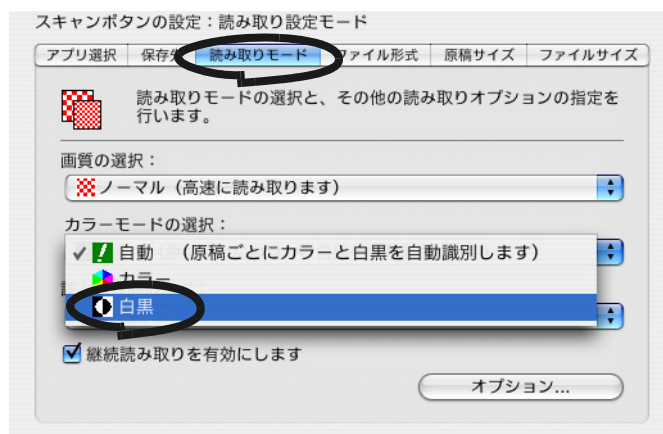 スキャンボタンの設定：読み取り設定モード
アプリ選択 保存先 読み取りモード ファイル形式 原稿サイズ ファイルサイズ
読み取りモードの選択と、その他の読み取りオプションの指定を
行います。
画質の選択：
ノーマル（高速に読み取ります）
カラーモードの選択：
自動 （原稿ごとにカラーと白黒を自動識別します）
カラー
白黒
継続読み取りを有効にします
オプション...